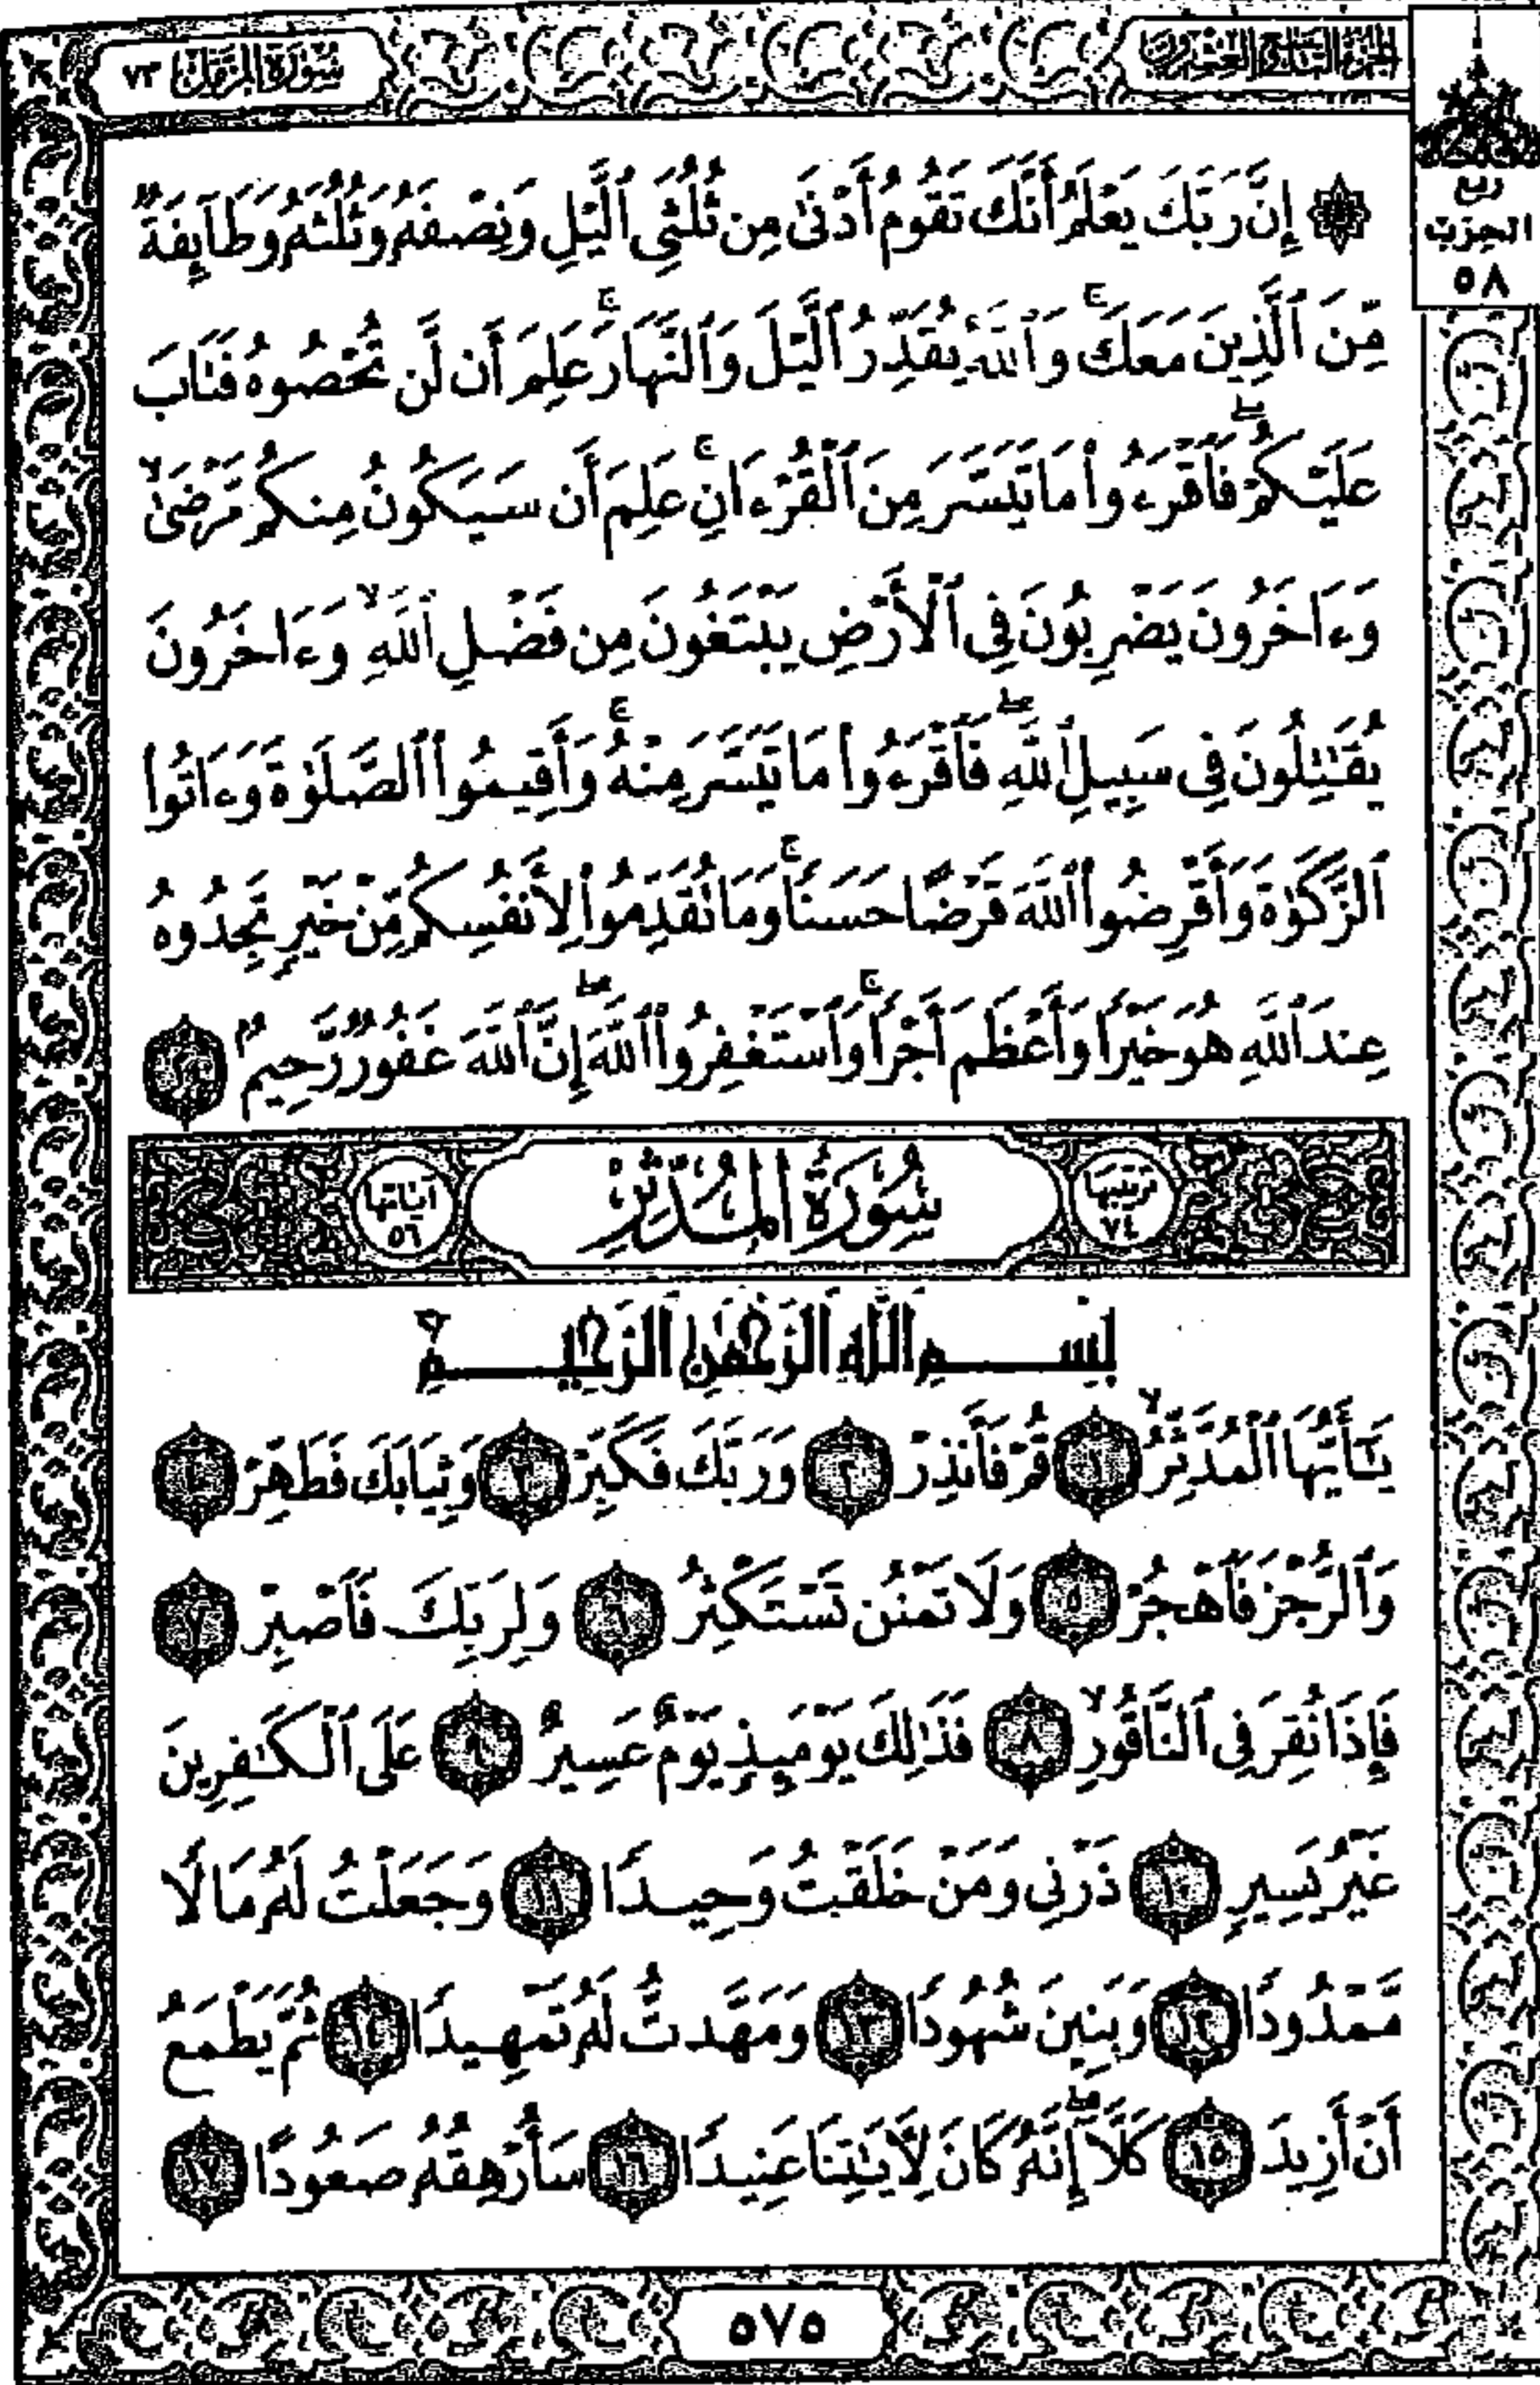 الجزء التاسع والعشرون
سورة المزمل ٧٣
ربع
الحزب
٥٨
۞ إِنَّ رَبَّكَ يَعْلَمُ أَنَّكَ تَقُومُ أَدْنَىٰ مِن ثُلُثَيِ ٱلَّيْلِ وَنِصْفَهُۥ وَثُلُثَهُۥ وَطَآئِفَةٌ
مِّنَ ٱلَّذِينَ مَعَكَ ۚ وَٱللَّهُ يُقَدِّرُ ٱلَّيْلَ وَٱلنَّهَارَ ۚ عَلِمَ أَن لَّن تُحْصُوهُ فَتَابَ
عَلَيْكُمْ ۖ فَٱقْرَءُوا۟ مَا تَيَسَّرَ مِنَ ٱلْقُرْءَانِ ۚ عَلِمَ أَن سَيَكُونُ مِنكُم مَّرْضَىٰ ۙ
وَءَاخَرُونَ يَضْرِبُونَ فِى ٱلْأَرْضِ يَبْتَغُونَ مِن فَضْلِ ٱللَّهِ ۙ وَءَاخَرُونَ
يُقَـٰتِلُونَ فِى سَبِيلِ ٱللَّهِ ۖ فَٱقْرَءُوا۟ مَا تَيَسَّرَ مِنْهُ ۚ وَأَقِيمُوا۟ ٱلصَّلَوٰةَ وَءَاتُوا۟
ٱلزَّكَوٰةَ وَأَقْرِضُوا۟ ٱللَّهَ قَرْضًا حَسَنًا ۚ وَمَا تُقَدِّمُوا۟ لِأَنفُسِكُم مِّنْ خَيْرٍ تَجِدُوهُ
عِندَ ٱللَّهِ هُوَ خَيْرًا وَأَعْظَمَ أَجْرًا ۚ وَٱسْتَغْفِرُوا۟ ٱللَّهَ ۖ إِنَّ ٱللَّهَ غَفُورٌ رَّحِيمٌۢ ٢٠
ترتيبها ٧٤ سُورَةُ المُدَّثِّرِ آياتها ٥٦
بِسْمِ ٱللَّهِ ٱلرَّحْمَـٰنِ ٱلرَّحِيمِ
يَـٰٓأَيُّهَا ٱلْمُدَّثِّرُ ۙ ١ قُمْ فَأَنذِرْ ٢ وَرَبَّكَ فَكَبِّرْ ٣ وَثِيَابَكَ فَطَهِّرْ ٤
وَٱلرُّجْزَ فَٱهْجُرْ ٥ وَلَا تَمْنُن تَسْتَكْثِرُ ٦ وَلِرَبِّكَ فَٱصْبِرْ ٧
فَإِذَا نُقِرَ فِى ٱلنَّاقُورِ ۙ ٨ فَذَٰلِكَ يَوْمَئِذٍ يَوْمٌ عَسِيرٌ ٩ عَلَى ٱلْكَـٰفِرِينَ
غَيْرُ يَسِيرٍ ١٠ ذَرْنِى وَمَنْ خَلَقْتُ وَحِيدًا ١١ وَجَعَلْتُ لَهُۥ مَالًا
مَّمْدُودًا ١٢ وَبَنِينَ شُهُودًا ١٣ وَمَهَّدتُّ لَهُۥ تَمْهِيدًا ١٤ ثُمَّ يَطْمَعُ
أَنْ أَزِيدَ ١٥ كَلَّآ ۖ إِنَّهُۥ كَانَ لِـَٔايَـٰتِنَا عَنِيدًا ١٦ سَأُرْهِقُهُۥ صَعُودًا ١٧
٥٧٥